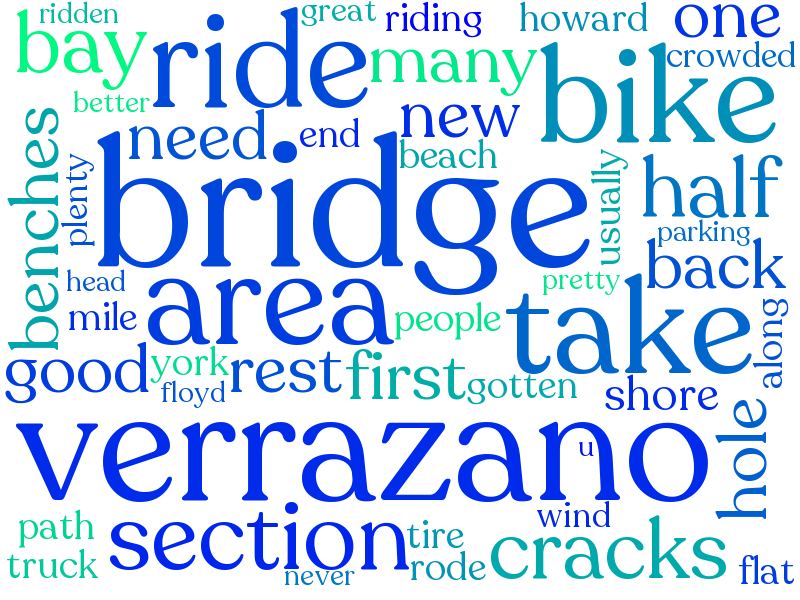 ridden
great
riding
howard
one
bay
ride
many
bike
crowded
better
need
end
new
beach
benches
plenty
bridge
usually
half
parking
head
area
pretty
back
mile
people
take
along
good
york
rest
first
gotten
floyd
shore
verrazano
u
hole
path
section
wind
truck
never
tire
rode
cracks
flat